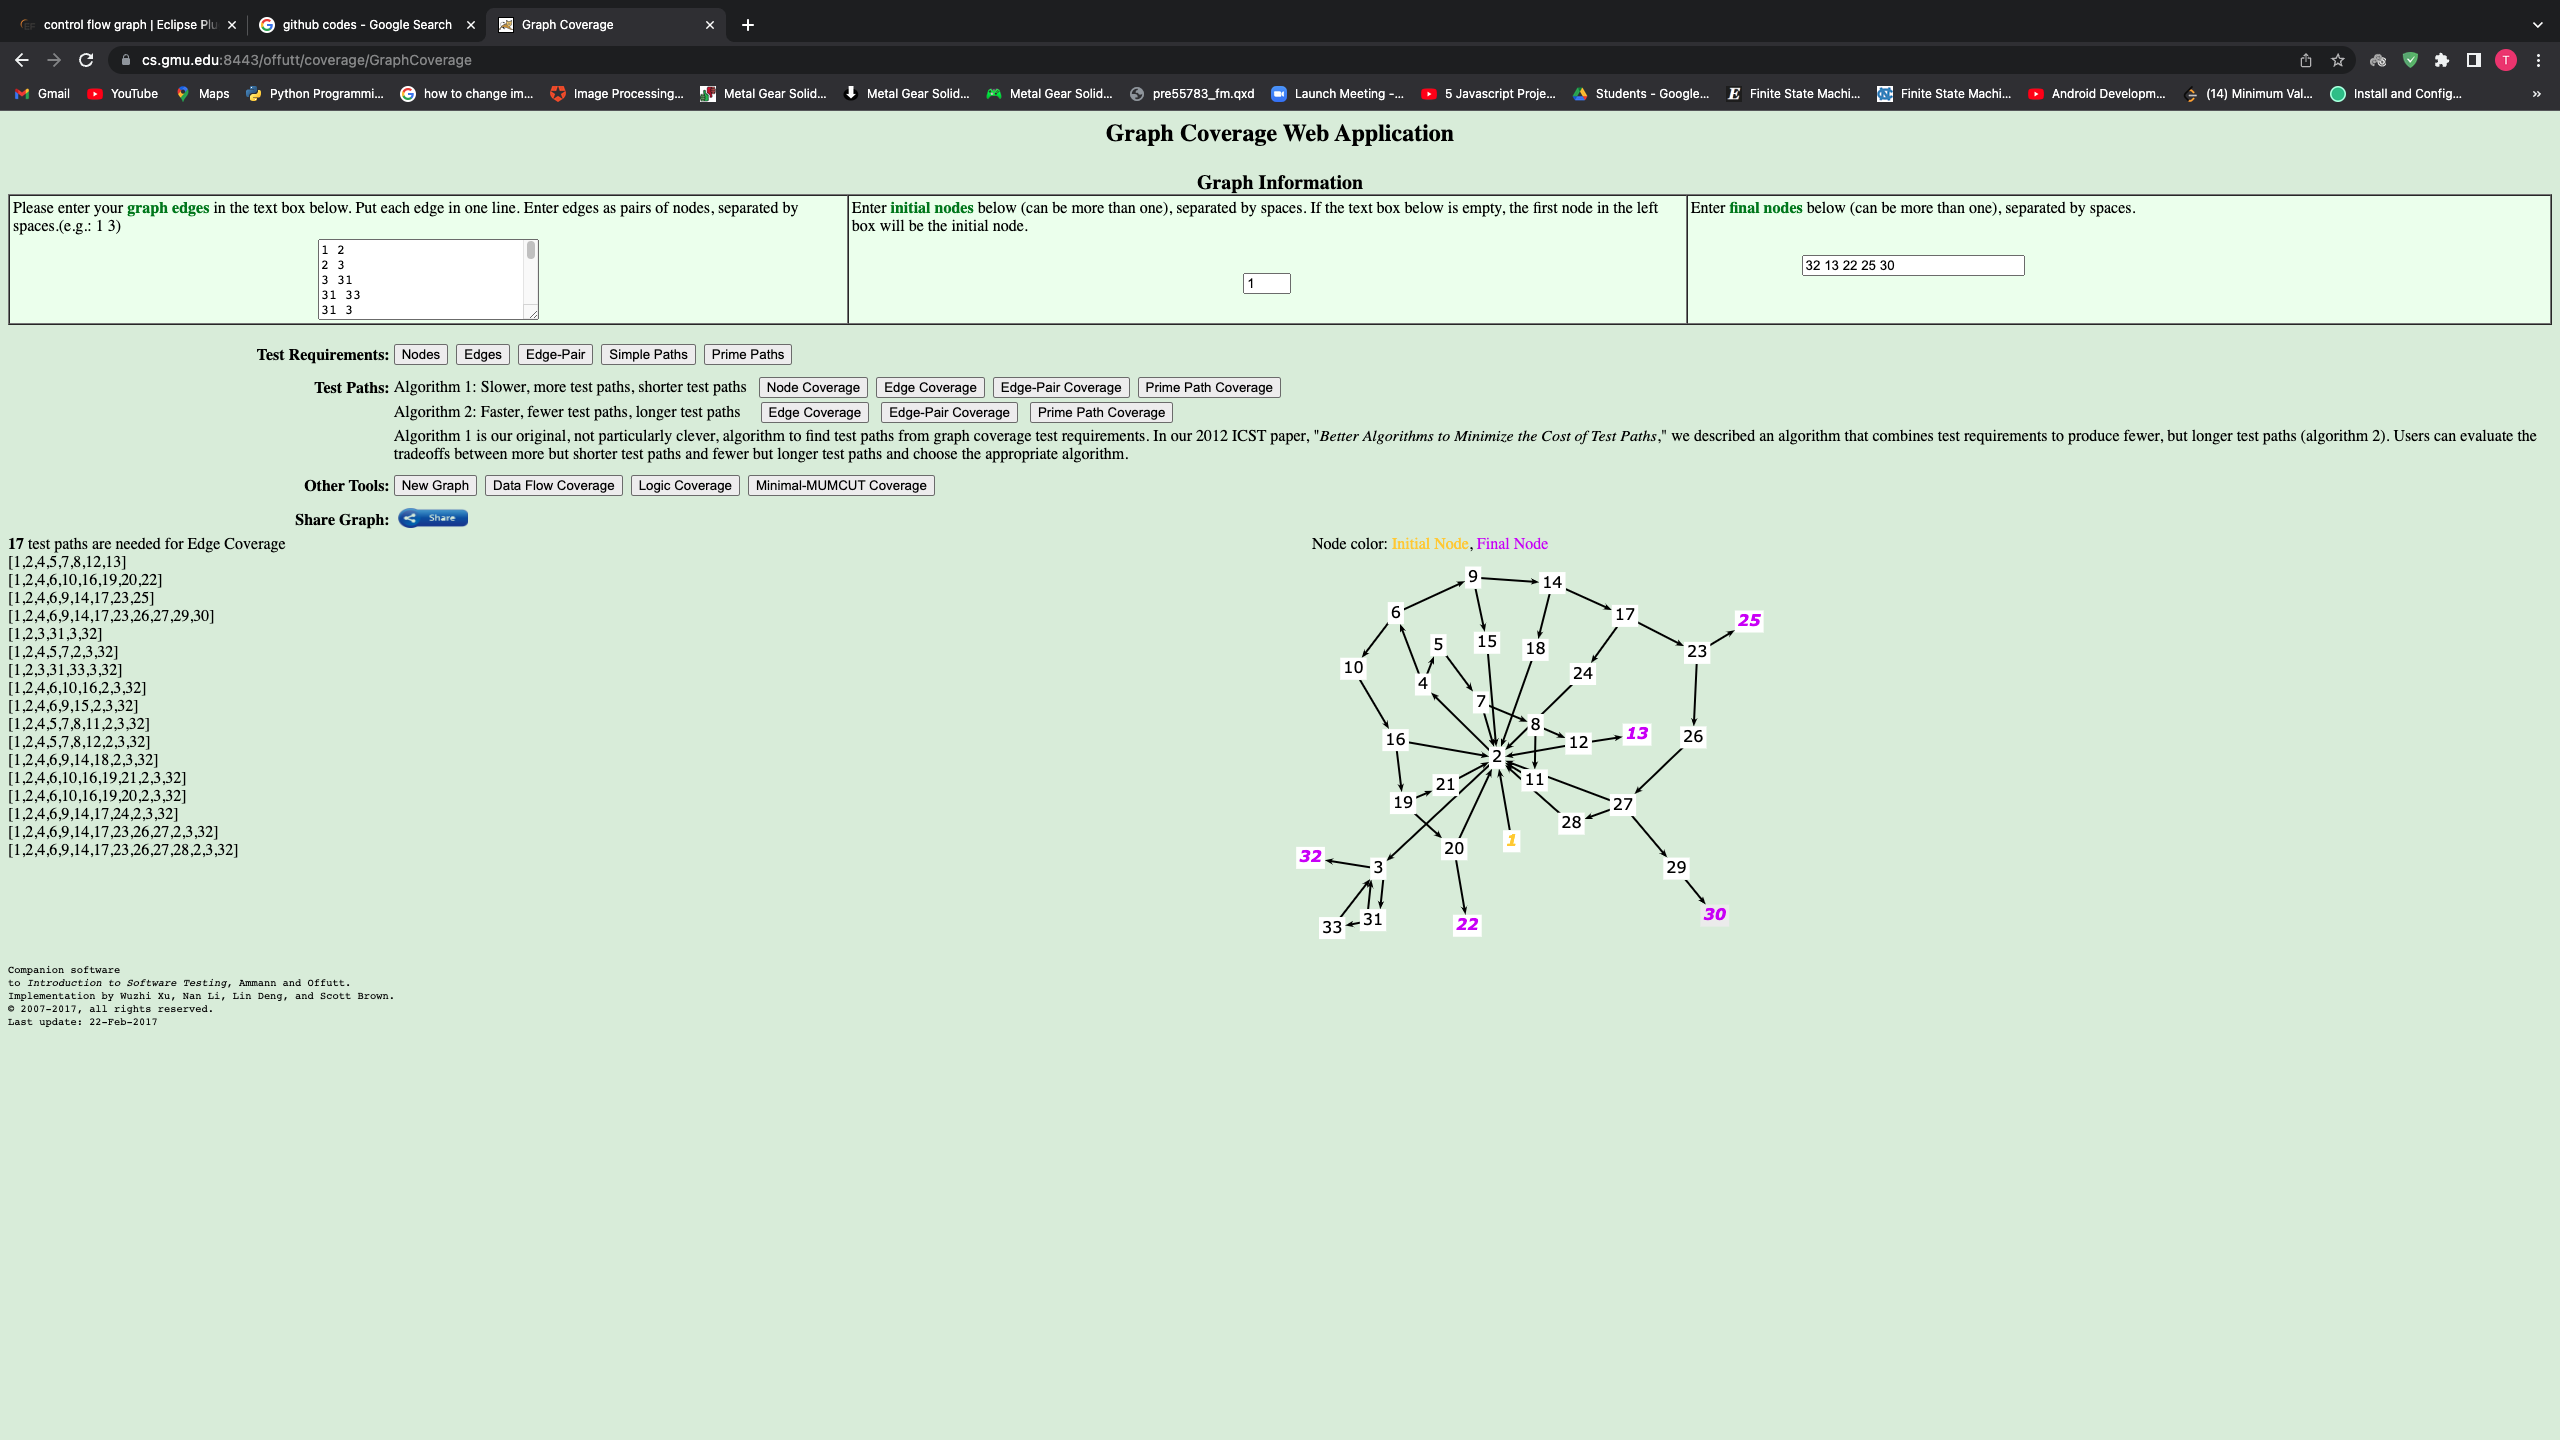 control flow graph | Eclipse Plu
github codes - Google Search
Graph Coverage
cs.gmu.edu:8443/offutt/coverage/GraphCoverage
T
Gmail
YouTube
Maps
Python Programmi...
how to change im...
Image Processing...
Metal Gear Solid...
Metal Gear Solid...
Metal Gear Solid...
pre55783_fm.qxd
Launch Meeting -...
5 Javascript Proje...
Students - Google...
Finite State Machi...
Finite State Machi...
Android Developm...
(14) Minimum Val...
Install and Config...
»
Graph Coverage Web Application
Graph Information
Please enter your graph edges in the text box below. Put each edge in one line. Enter edges as pairs of nodes, separated by
spaces.(e.g.: 1 3)
1 2
2 3
3 31
31 33
31 3
Enter initial nodes below (can be more than one), separated by spaces. If the text box below is empty, the first node in the left
box will be the initial node.
1
Enter final nodes below (can be more than one), separated by spaces.
32 13 22 25 30
Test Requirements: Nodes Edges Edge-Pair Simple Paths Prime Paths
Test Paths: Algorithm 1: Slower, more test paths, shorter test paths Node Coverage Edge Coverage Edge-Pair Coverage Prime Path Coverage
Algorithm 2: Faster, fewer test paths, longer test paths Edge Coverage Edge-Pair Coverage Prime Path Coverage
Algorithm 1 is our original, not particularly clever, algorithm to find test paths from graph coverage test requirements. In our 2012 ICST paper, "Better Algorithms to Minimize the Cost of Test Paths," we described an algorithm that combines test requirements to produce fewer, but longer test paths (algorithm 2). Users can evaluate the
tradeoffs between more but shorter test paths and fewer but longer test paths and choose the appropriate algorithm.
Other Tools: New Graph Data Flow Coverage Logic Coverage Minimal-MUMCUT Coverage
Share Graph: Share
17 test paths are needed for Edge Coverage
[1,2,4,5,7,8,12,13]
[1,2,4,6,10,16,19,20,22]
[1,2,4,6,9,14,17,23,25]
[1,2,4,6,9,14,17,23,26,27,29,30]
[1,2,3,31,3,32]
[1,2,4,5,7,2,3,32]
[1,2,3,31,33,3,32]
[1,2,4,6,10,16,2,3,32]
[1,2,4,6,9,15,2,3,32]
[1,2,4,5,7,8,11,2,3,32]
[1,2,4,5,7,8,12,2,3,32]
[1,2,4,6,9,14,18,2,3,32]
[1,2,4,6,10,16,19,21,2,3,32]
[1,2,4,6,10,16,19,20,2,3,32]
[1,2,4,6,9,14,17,24,2,3,32]
[1,2,4,6,9,14,17,23,26,27,2,3,32]
[1,2,4,6,9,14,17,23,26,27,28,2,3,32]
Node color: Initial Node, Final Node
9
14
6
17
25
5
15
18
23
10
24
4
7
8
13
26
16
12
2
11
21
19
27
28
1
20
32
3
29
30
31
22
33
Companion software
to Introduction to Software Testing, Ammann and Offutt.
Implementation by Wuzhi Xu, Nan Li, Lin Deng, and Scott Brown.
© 2007-2017, all rights reserved.
Last update: 22-Feb-2017